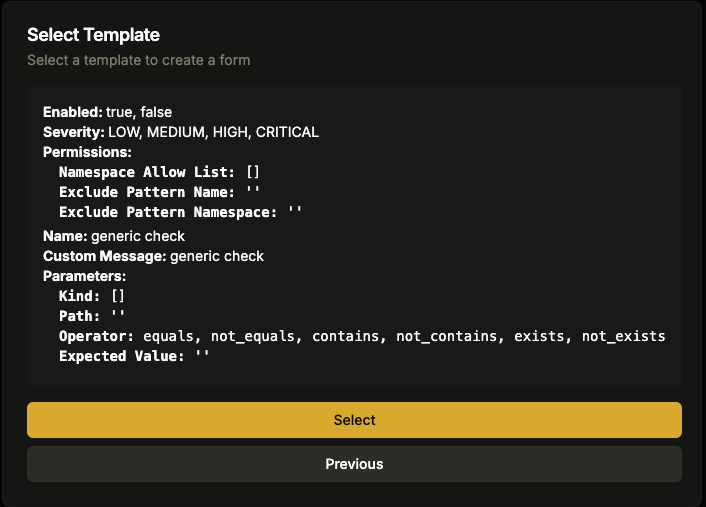 Select Template
Select a template to create a form
Enabled: true, false
Severity: LOW, MEDIUM, HIGH, CRITICAL
Permissions:
Namespace Allow List: []
Exclude Pattern Name: ''
Exclude Pattern Namespace: ''
Name: generic check
Custom Message: generic check
Parameters:
Kind: []
Path: ''
Operator: equals, not_equals, contains, not_contains, exists, not_exists
Expected Value: ''
Select
Previous